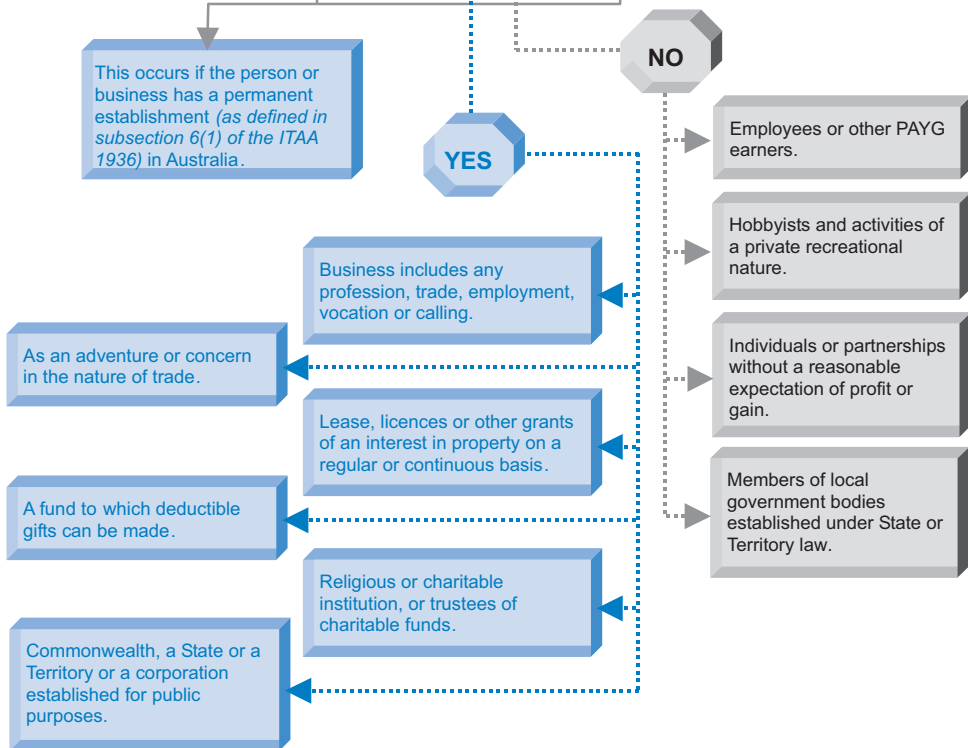 This occurs if the person or
business has a permanent
establishment (as defined in
subsection 6(1) of the ITAA
1936) in Australia.
YES
NO
Business includes any
profession, trade, employment,
vocation or calling.
As an adventure or concern
in the nature of trade.
Lease, licences or other grants
of an interest in property on a
regular or continuous basis.
A fund to which deductible
gifts can be made.
Religious or charitable
institution, or trustees of
charitable funds.
Commonwealth, a State or a
Territory or a corporation
established for public
purposes.
Employees or other PAYG
earners.
Hobbyists and activities of
a private recreational
nature.
Individuals or partnerships
without a reasonable
expectation of profit or
gain.
Members of local
government bodies
established under State or
Territory law.